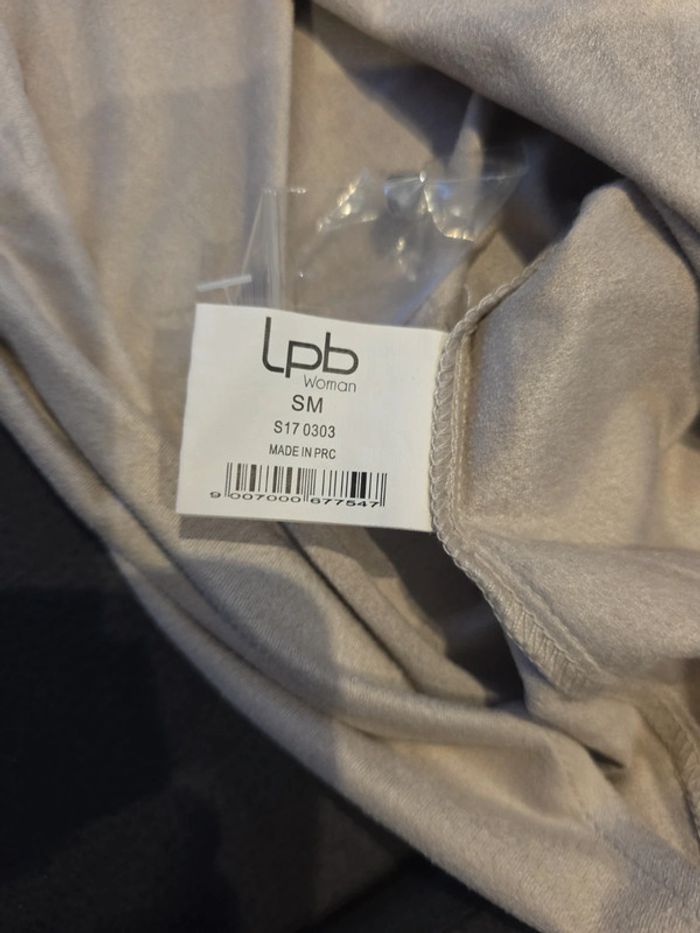 Lpb
Woman
SM
S17 0303
MADE IN PRC
9 007000 677547